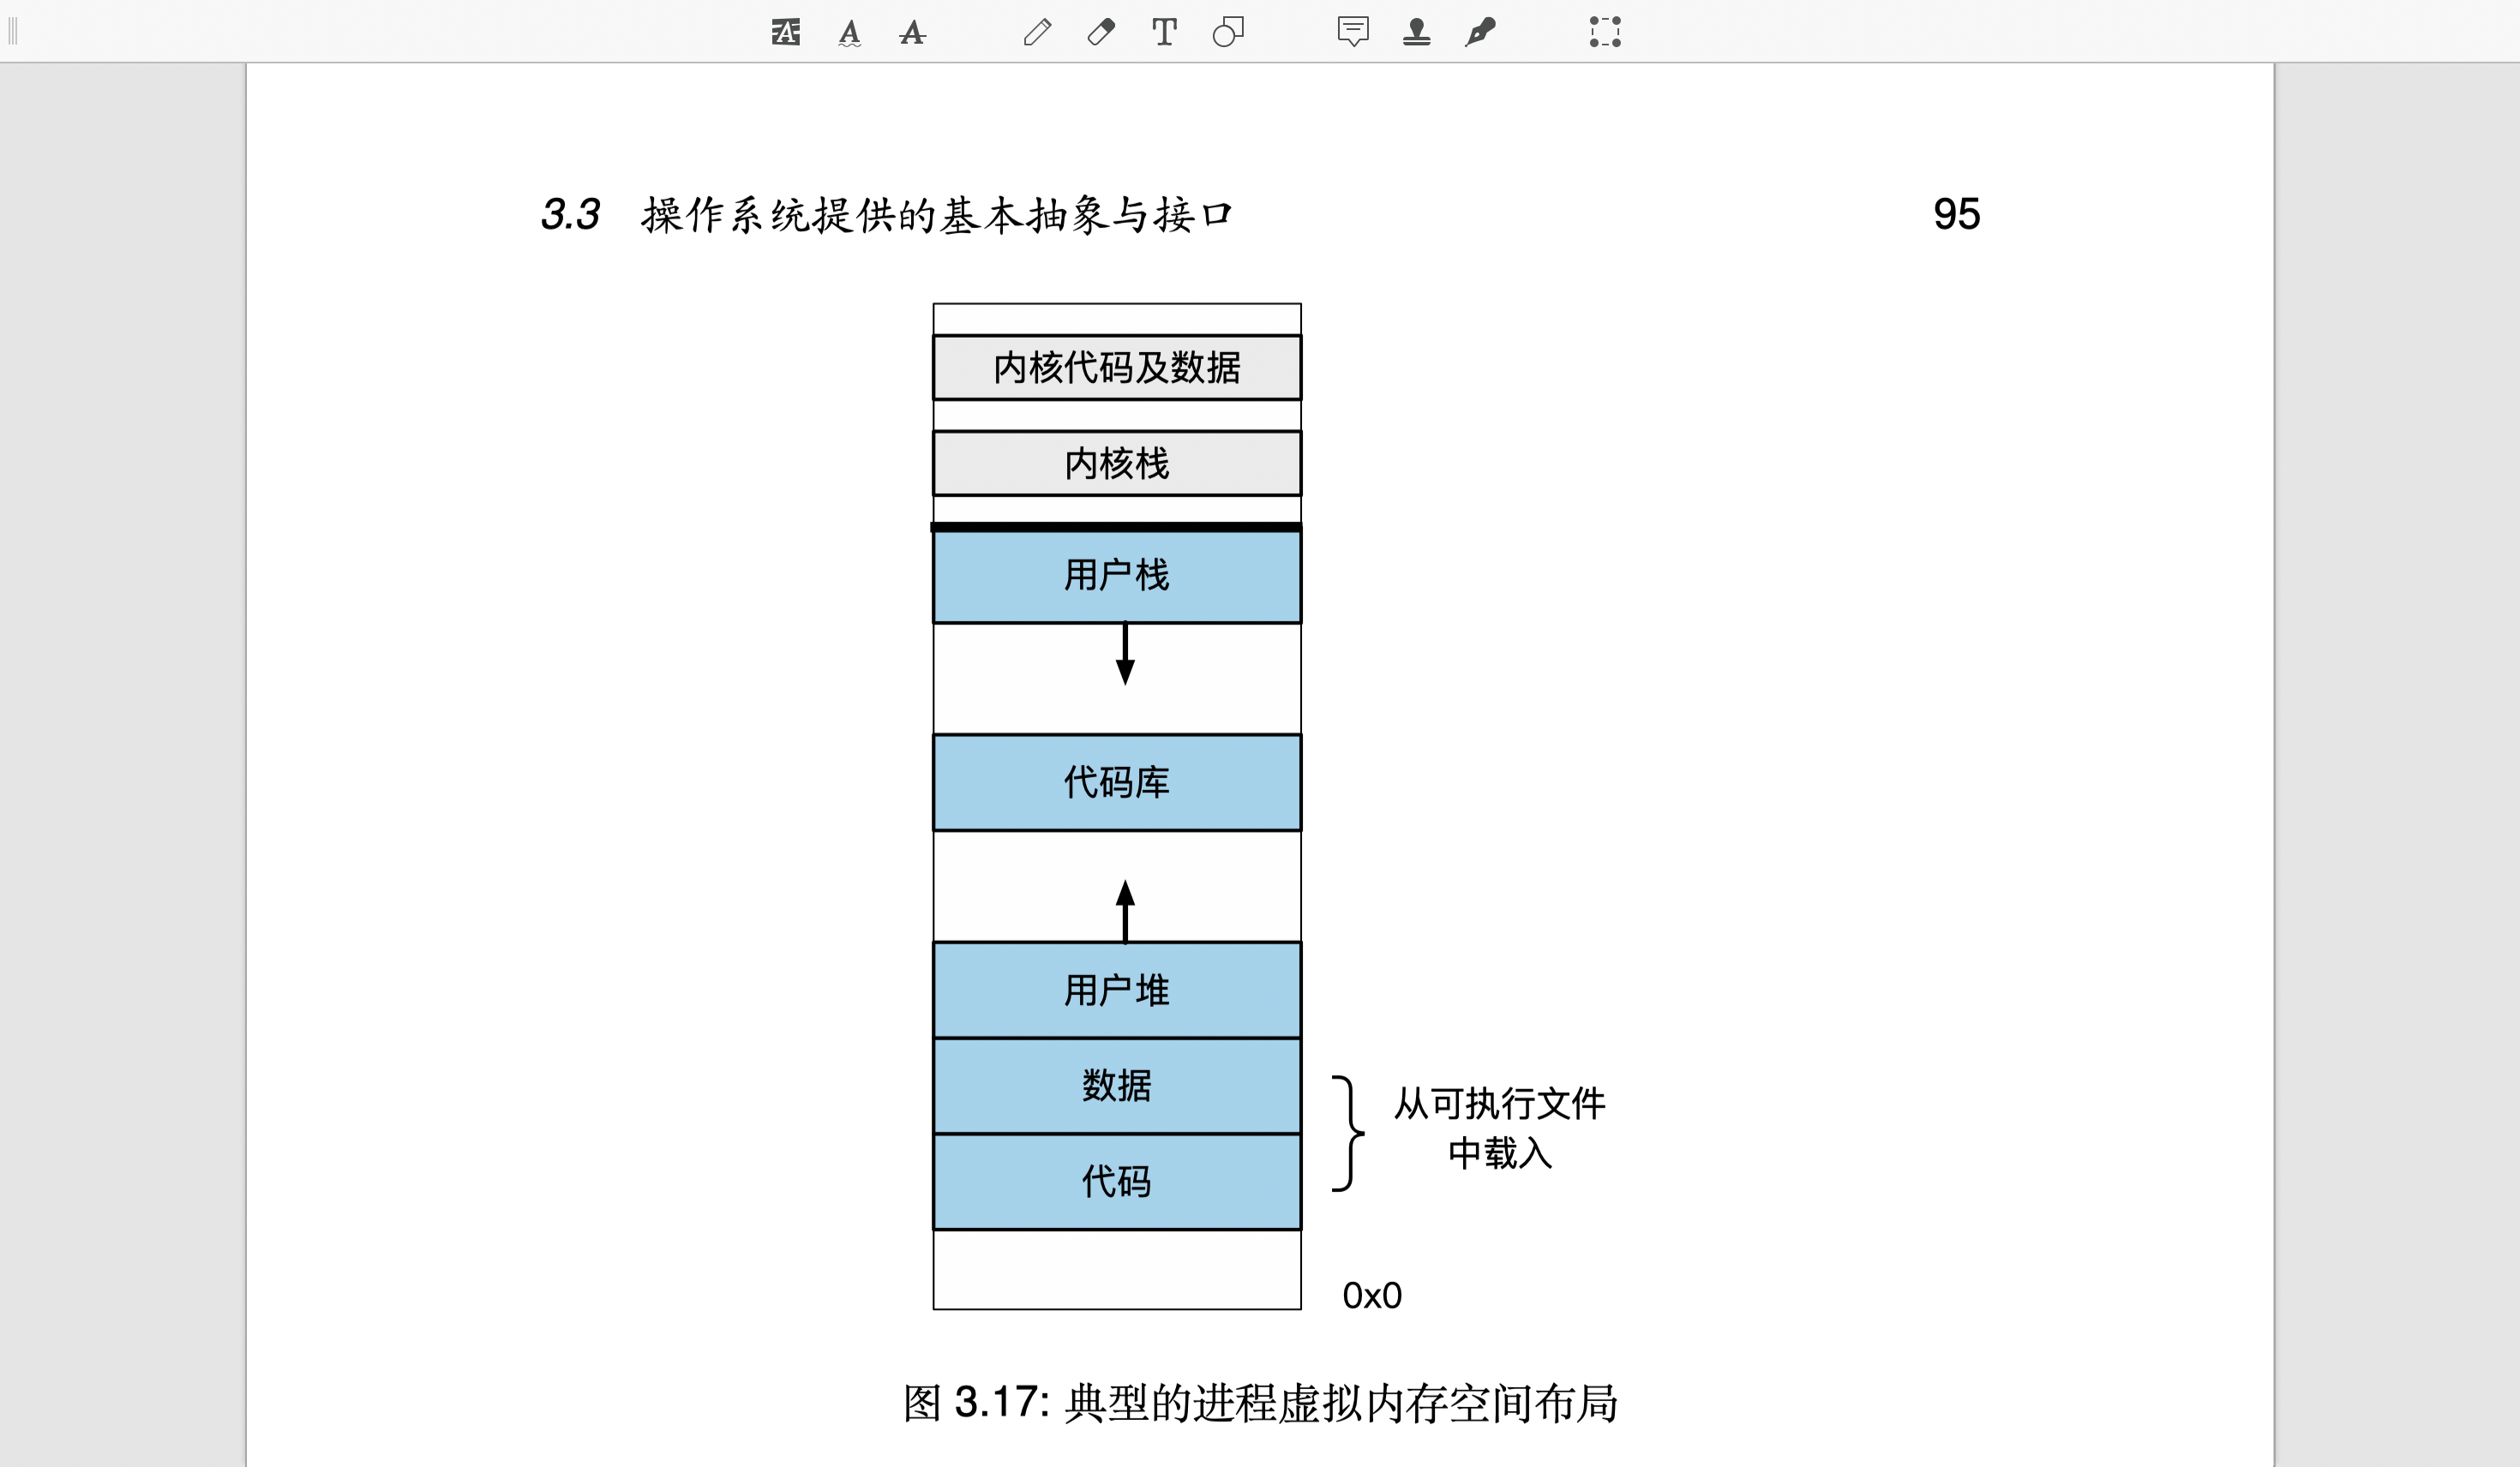 3.3 操作系统提供的基本抽象与接口 95
内核代码及数据
内核栈
用户栈
代码库
用户堆
数据
代码
从可执行文件
中载入
0x0
图 3.17: 典型的进程虚拟内存空间布局